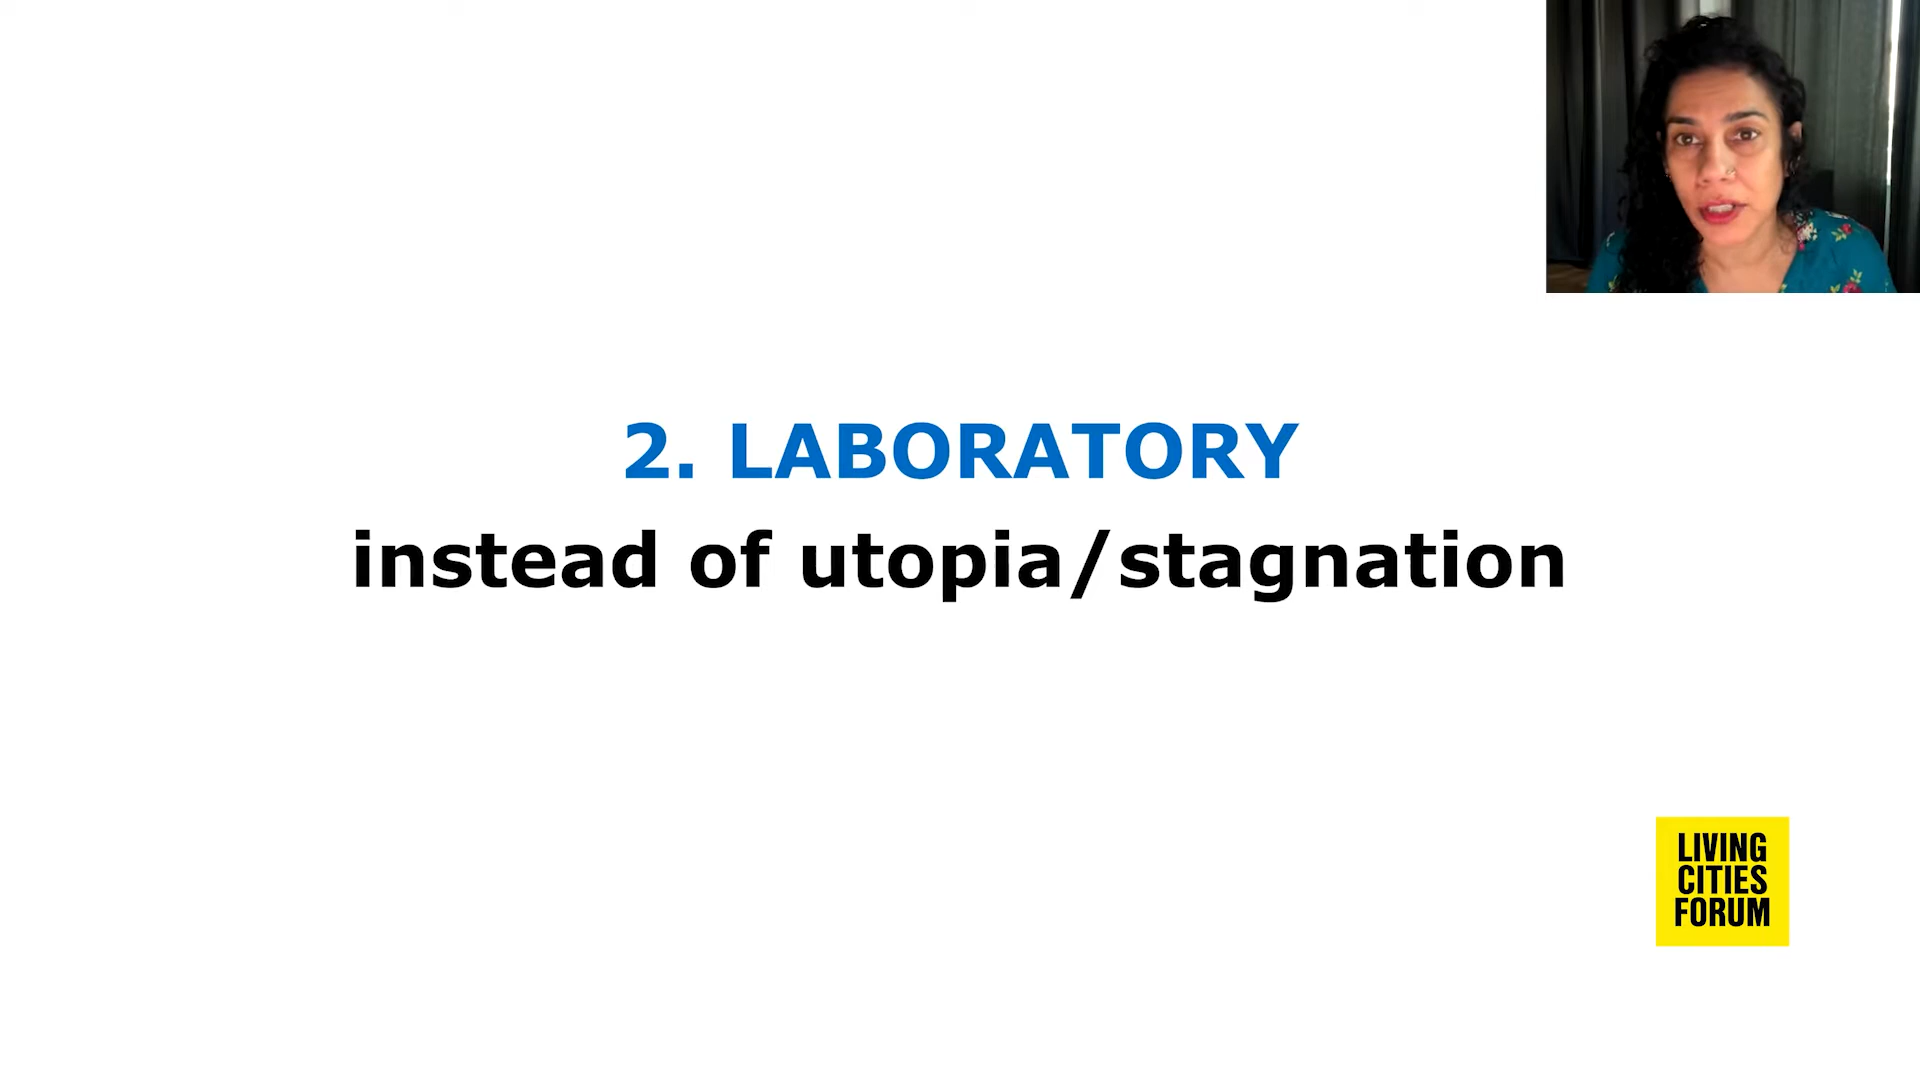 2. LABORATORY
instead of utopia/stagnation
LIVING
CITIES
FORUM